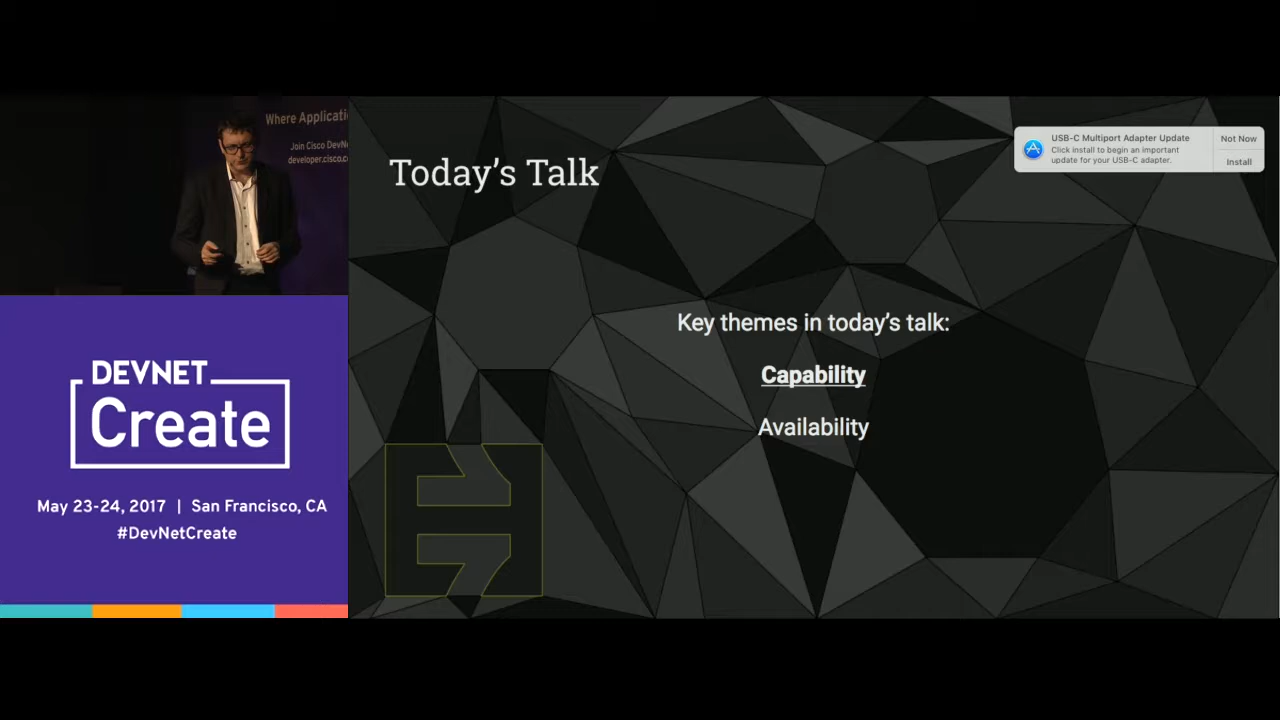 Where Applicati
Join Cisco DevNe
developer.cisco.c
DEVNET
Create
May 23-24, 2017 | San Francisco, CA
#DevNetCreate
Today's Talk
USB-C Multiport Adapter Update
Click install to begin an important
update for your USB-C adapter.
Not Now
Install
Key themes in today's talk:
Capability
Availability